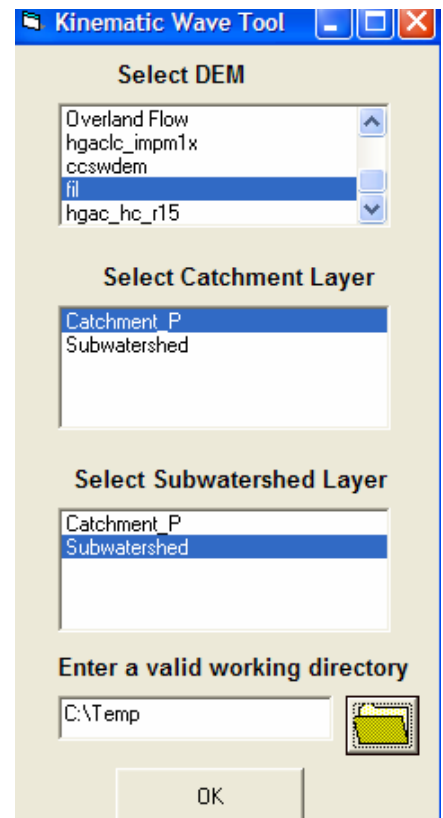 Kinematic Wave Tool
Select DEM
Overland Flow
hgaclc_impm1x
ccswdem
fil
hgac_hc_r15
Select Catchment Layer
Catchment_P
Subwatershed
Select Subwatershed Layer
Catchment_P
Subwatershed
Enter a valid working directory
C:\Temp
OK